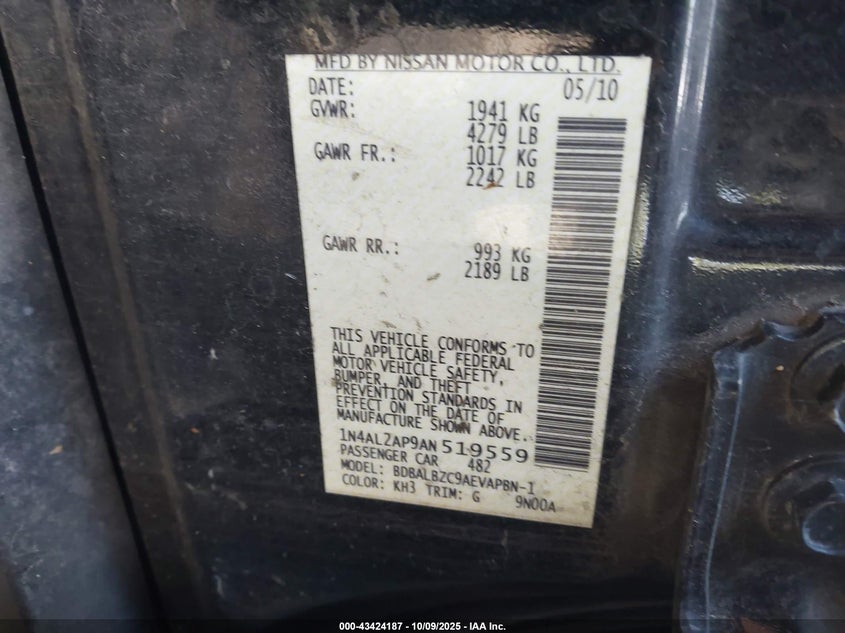 MFD BY NISSAN MOTOR CO., LTD.
DATE: 05/10
GVWR: 1941 KG
4279 LB
GAWR FR.: 1017 KG
2242 LB
GAWR RR.: 993 KG
2189 LB
THIS VEHICLE CONFORMS TO
ALL APPLICABLE FEDERAL
MOTOR VEHICLE SAFETY,
BUMPER, AND THEFT
PREVENTION STANDARDS IN
EFFECT ON THE DATE OF
MANUFACTURE SHOWN ABOVE.
1N4AL2AP9AN 519559
PASSENGER CAR 482
MODEL: BDBALBZC9AEVAPBN-1
COLOR: KH3 TRIM: G 9N00A
000-43424187 - 10/09/2025 - IAA Inc.